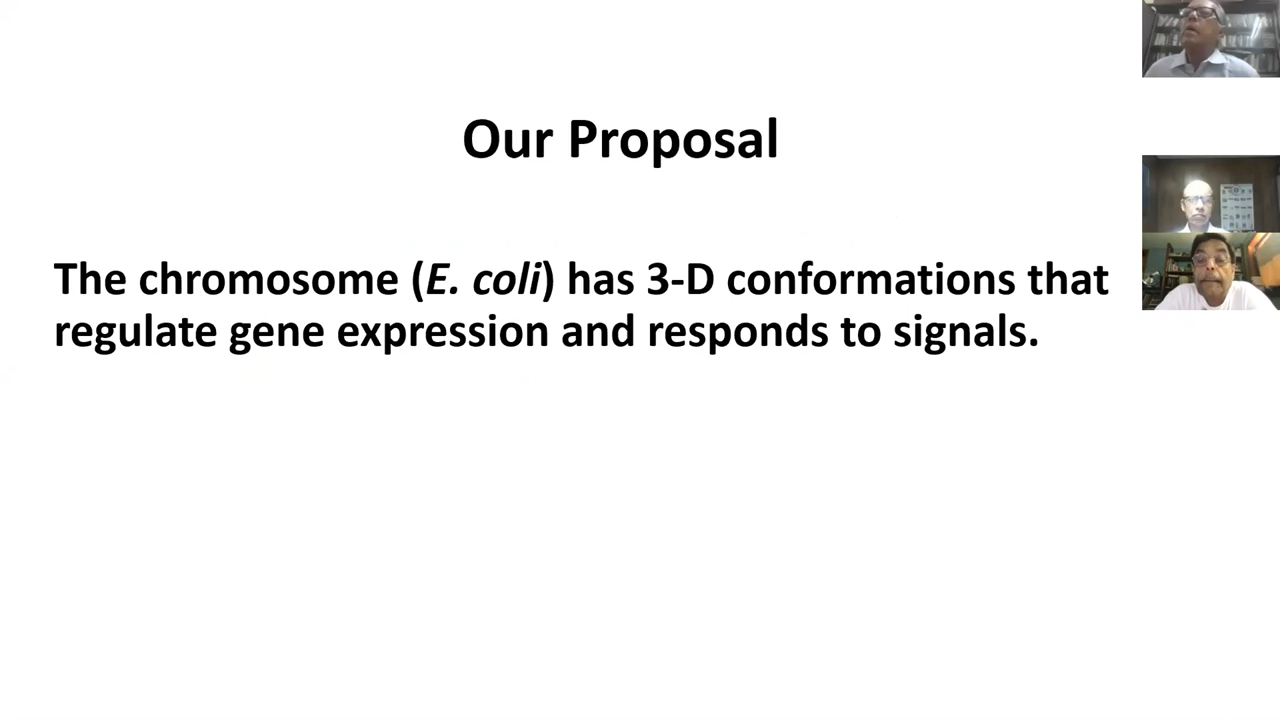 Our Proposal
The chromosome (E. coli) has 3-D conformations that
regulate gene expression and responds to signals.